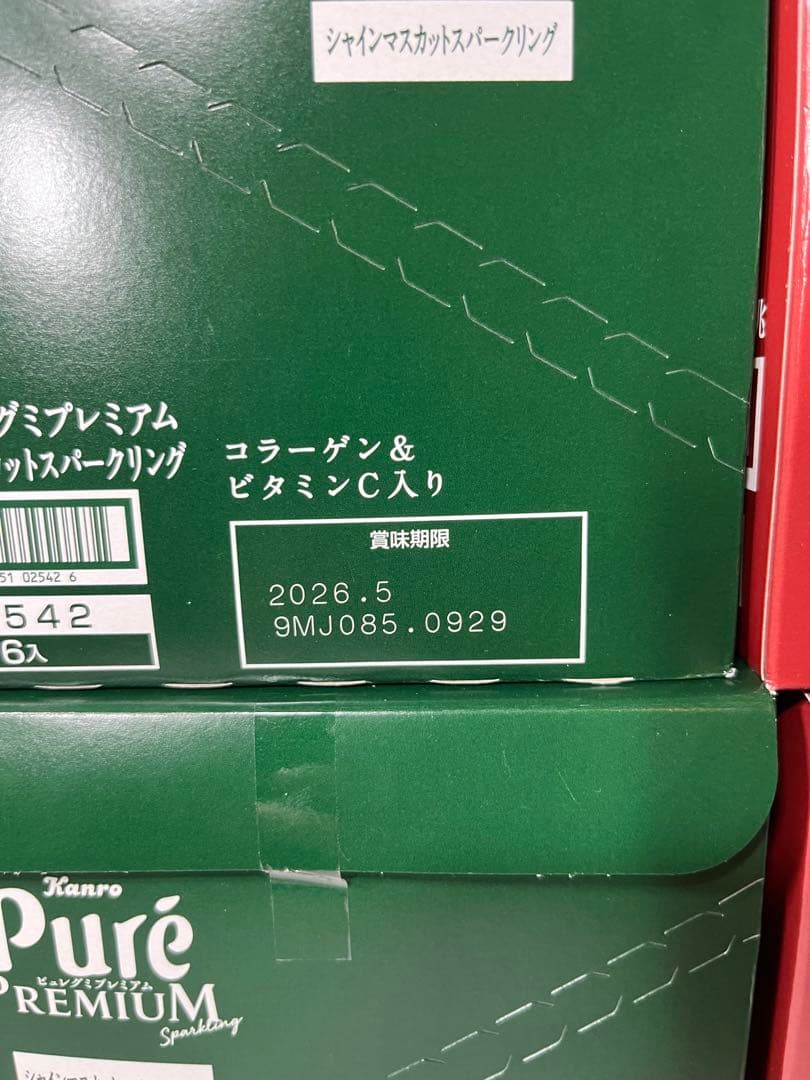 シャインマスカットスパークリング
グミプレミアム
ットスパークリング
コラーゲン&
ビタミンC入り
賞味期限
2026.5
9MJ085.0929
51 02542 6
542
6入
Kanro
Puré
ピュレグミプレミアム
PREMIUM
Sparkling